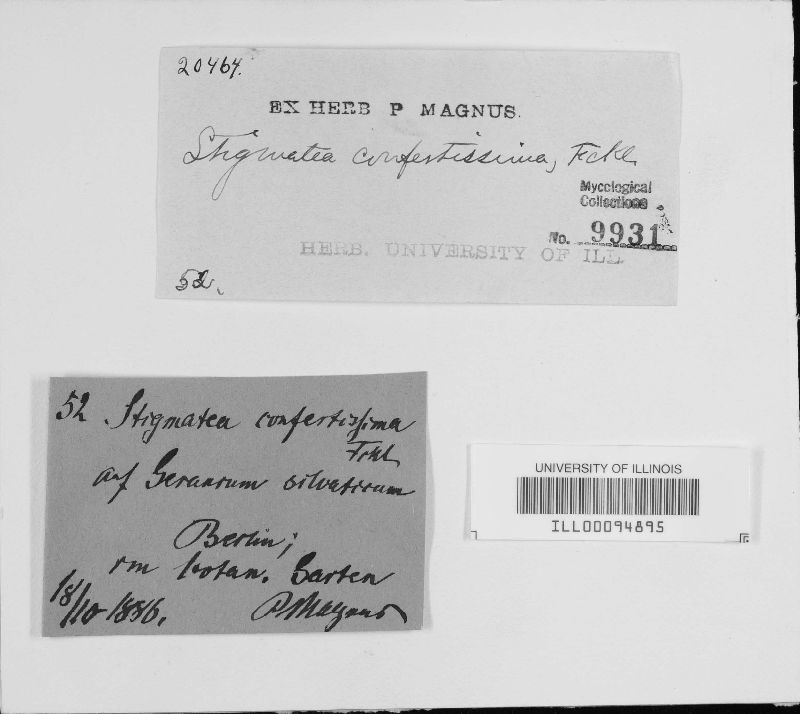 20464.
EX HERB P MAGNUS.
Stigmatea confertissima, Fckl
Mycological
Collections
No. 9931
HERB. UNIVERSITY OF ILL
52.
52 Stigmatea confertissima
Fckl
auf Geranium silvaticum
Berlin;
im botan. Garten
18/10 1886. P. Magnus
UNIVERSITY OF ILLINOIS
ILL00094895